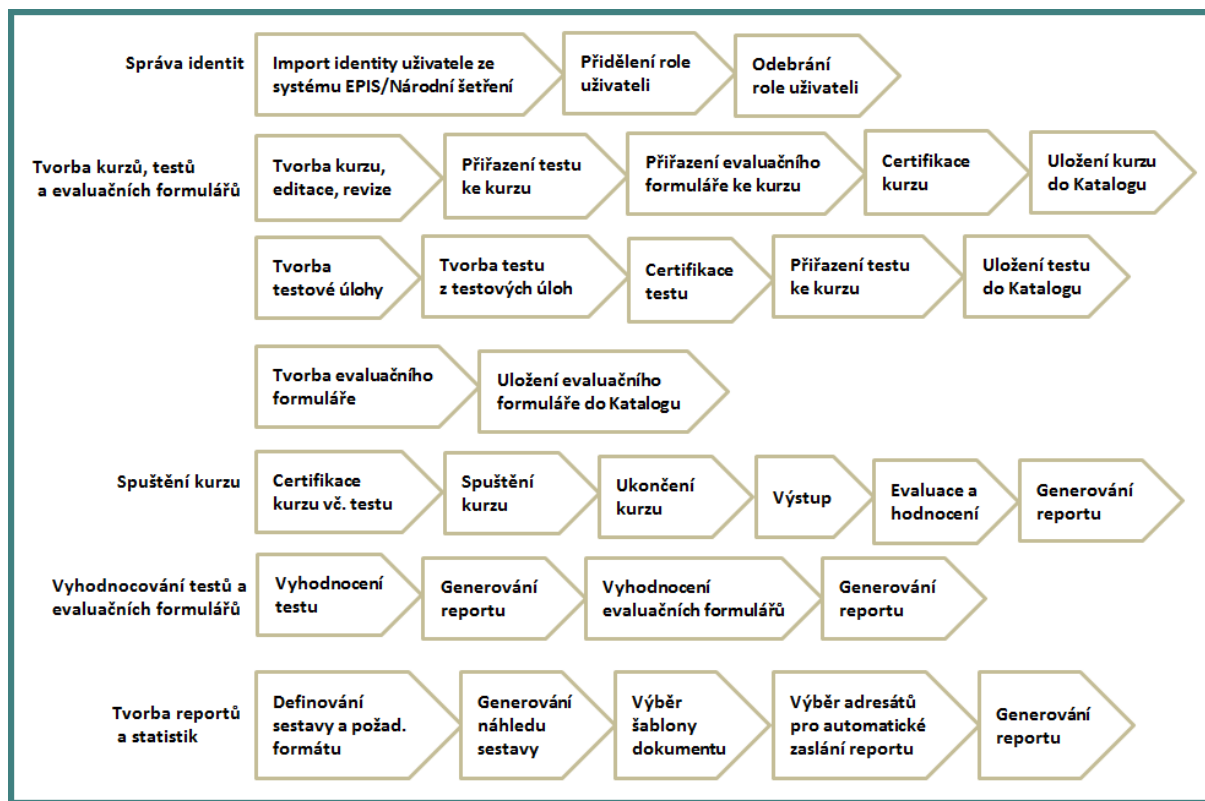 Správa identit
Import identity uživatele ze
systému EPIS/Národní šetření
Přidělení role
uživateli
Odebrání
role uživateli
Tvorba kurzů, testů
a evaluačních formulářů
Tvorba kurzu,
editace, revize
Přiřazení testu
ke kurzu
Přiřazení evaluačního
formuláře ke kurzu
Certifikace
kurzu
Uložení kurzu
do Katalogu
Tvorba
testové úlohy
Tvorba testu
z testových úloh
Certifikace
testu
Přiřazení testu
ke kurzu
Uložení testu
do Katalogu
Tvorba evaluačního
formuláře
Uložení evaluačního
formuláře do Katalogu
Spuštění kurzu
Certifikace
kurzu vč. testu
Spuštění
kurzu
Ukončení
kurzu
Výstup
Evaluace a
hodnocení
Generování
reportu
Vyhodnocování testů a
evaluačních formulářů
Vyhodnocení
testu
Generování
reportu
Vyhodnocení
evaluačních formulářů
Generování
reportu
Tvorba reportů
a statistik
Definování
sestavy a požad.
formátu
Generování
náhledu
sestavy
Výběr
šablony
dokumentu
Výběr adresátů
pro automatické
zaslání reportu
Generování
reportu